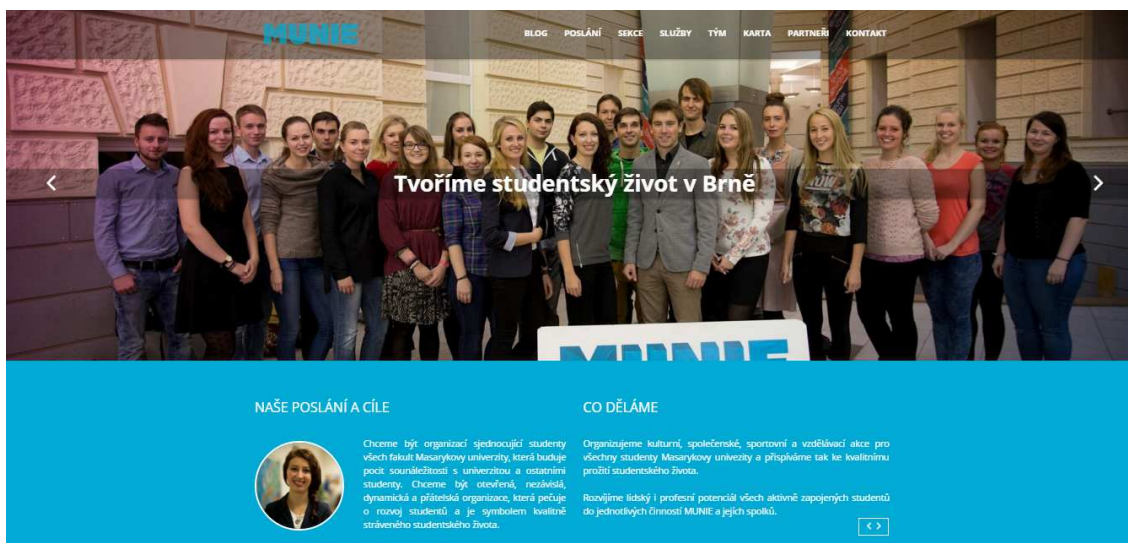 MUNIE
BLOG POSLÁNÍ SEKCE SLUŽBY TÝM KARTA PARTNEŘI KONTAKT
Tvoříme studentský život v Brně
MUNIE
NAŠE POSLÁNÍ A CÍLE
Chceme být organizací sjednocující studenty
všech fakult Masarykovy univerzity, která buduje
pocit sounáležitosti s univerzitou a ostatními
studenty. Chceme být otevřená, nezávislá,
dynamická a přátelská organizace, která pečuje
o rozvoj studentů a je symbolem kvalitně
stráveného studentského života.
CO DĚLÁME
Organizujeme kulturní, společenské, sportovní a vzdělávací akce pro
všechny studenty Masarykovy univezity a přispíváme tak ke kvalitnímu
prožití studentského života.
Rozvíjíme lidský i profesní potenciál všech aktivně zapojených studentů
do jednotlivých činností MUNIE a jejích spolků.